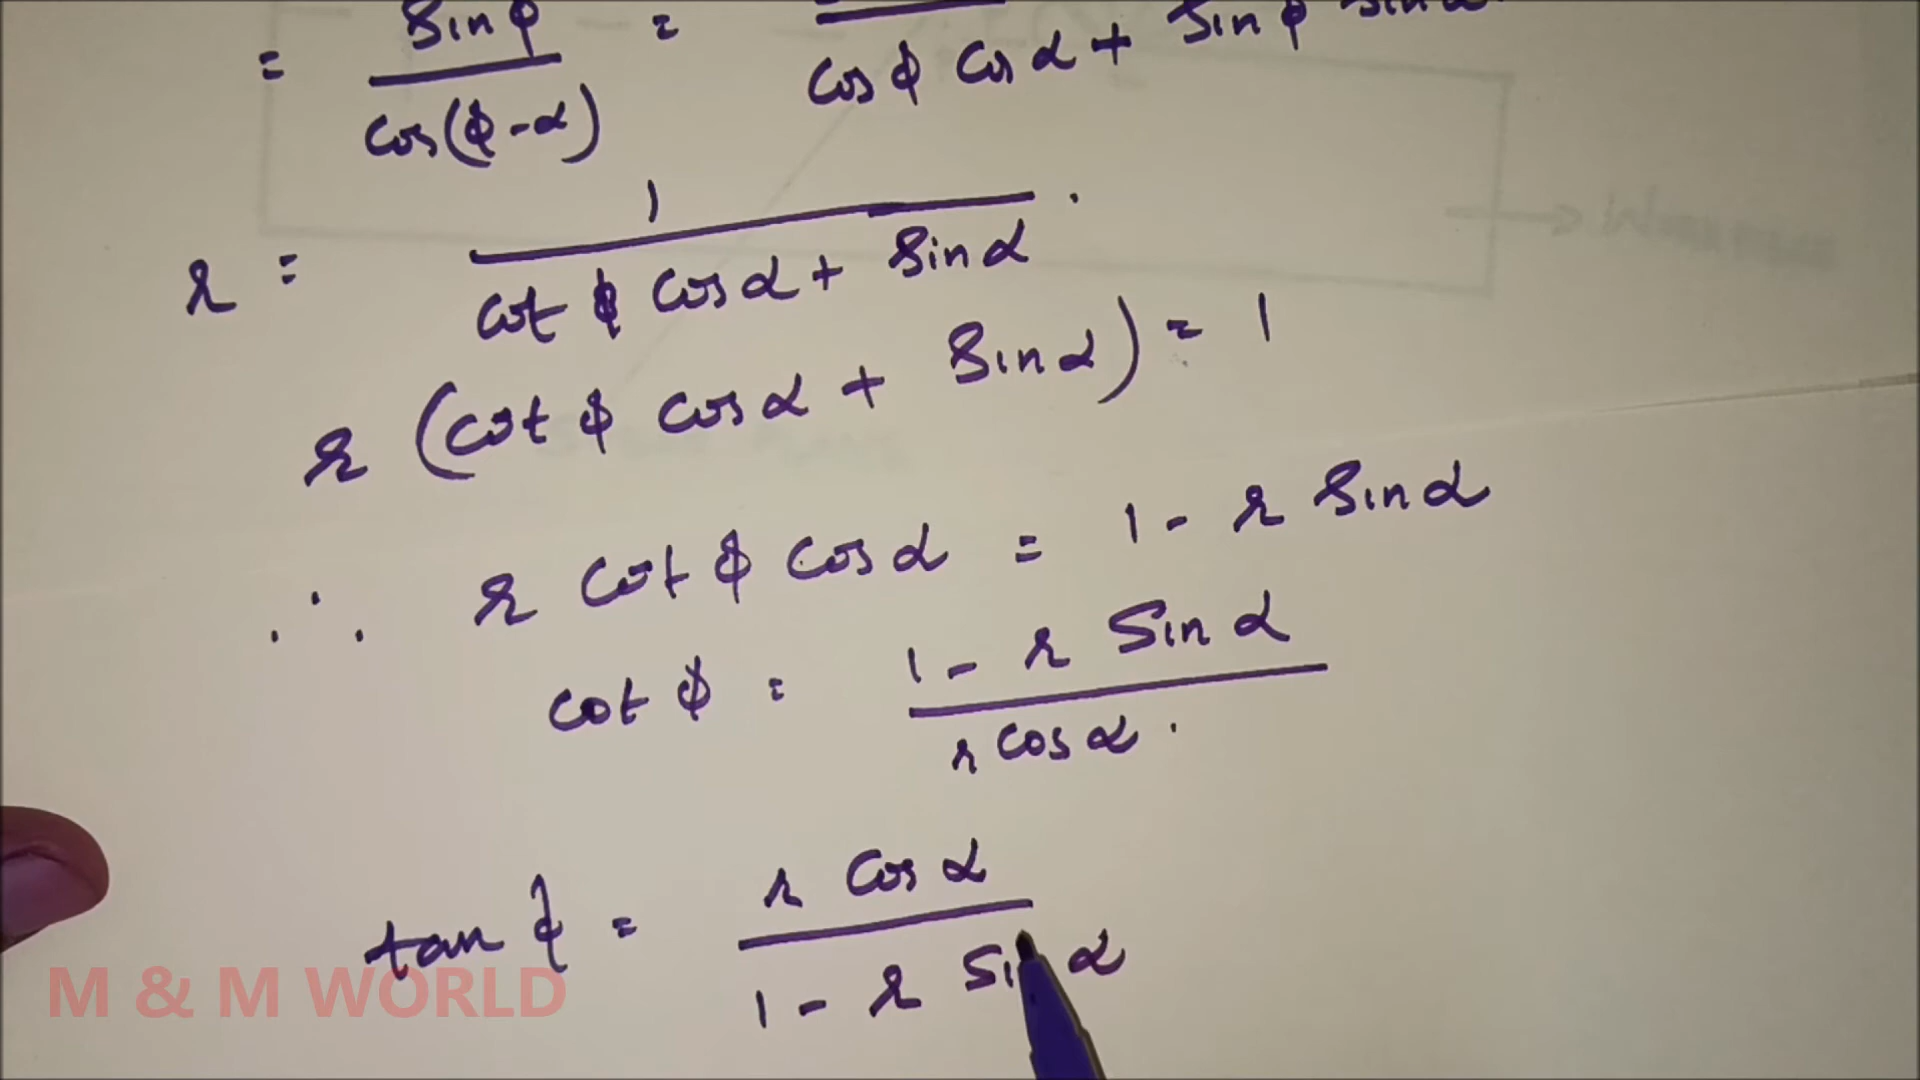 = sin φ / cos(φ-α) = / cos φ cos α + sin φ sin α
r = 1 / cot φ cos α + sin α .
r (cot φ cos α + sin α) = 1
∴ r cot φ cos α = 1 - r sin α
cot φ = 1 - r sin α / r cos α .
tan φ = r cos α / 1 - r sin α
M & M WORLD